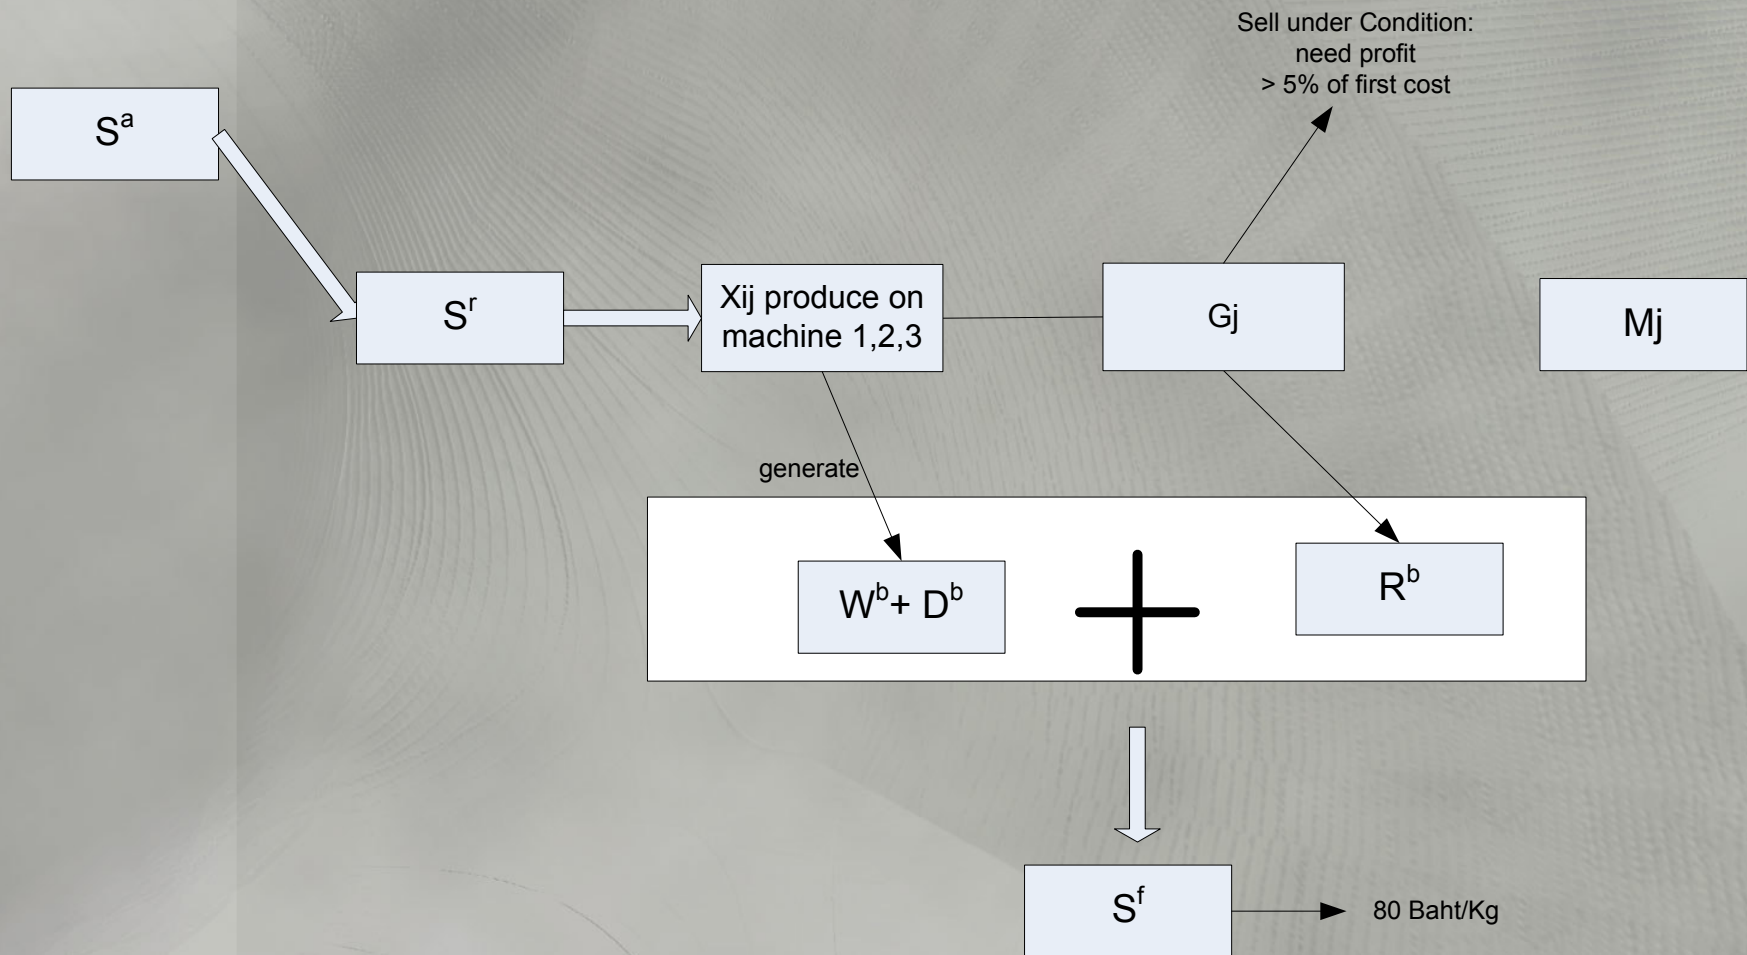 Sell under Condition:
need profit
> 5% of first cost
Sᵃ
Sʳ
Xij produce on
machine 1,2,3
Gj
Mj
generate
Wᵇ+ Dᵇ
Rᵇ
Sᶠ
80 Baht/Kg